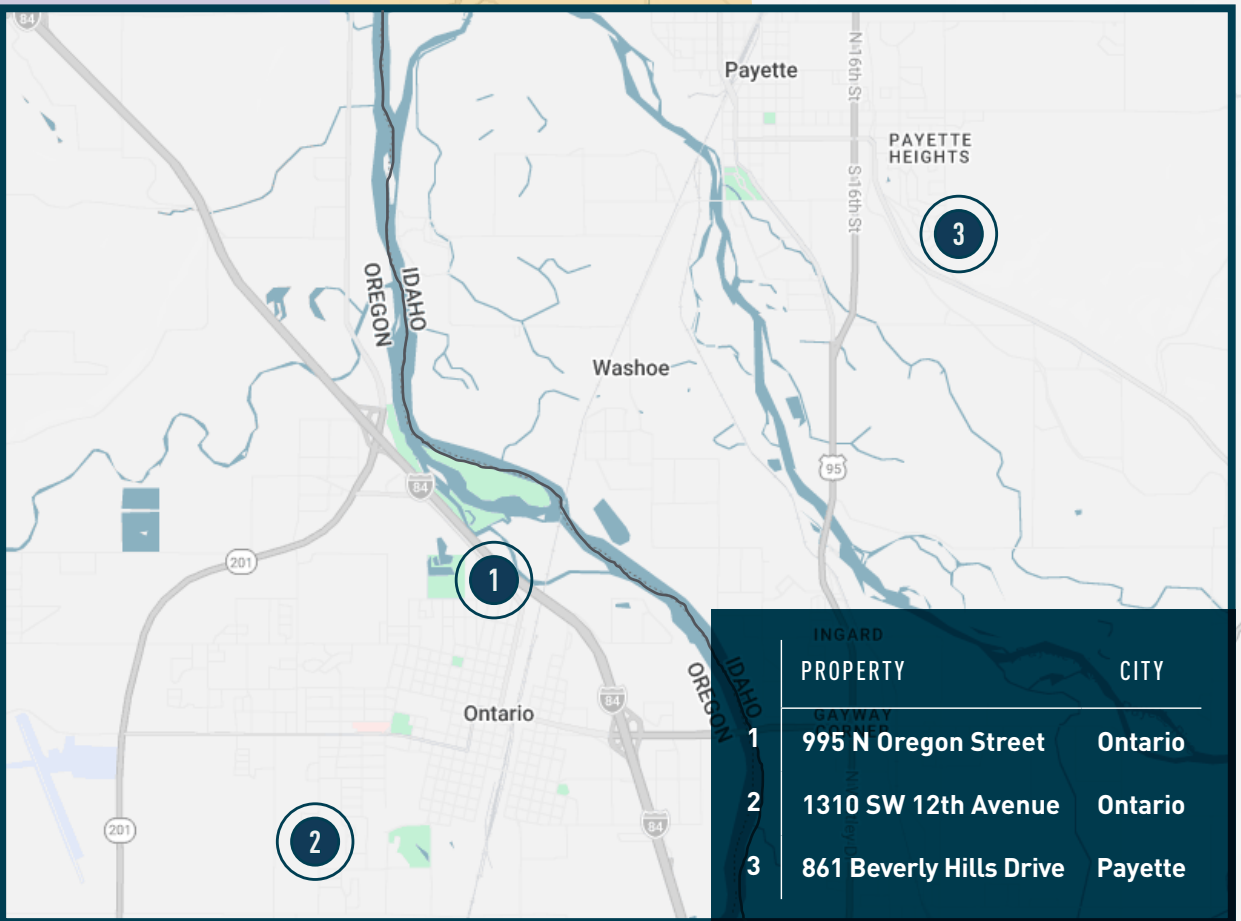 84
N 16th St
Payette
PAYETTE
HEIGHTS
S 16th St
3
IDAHO
OREGON
Washoe
95
84
201
1
INGARD
IDAHO
OREGON
PROPERTY CITY
84
Ontario
GAYWAY
CORNER
1 995 N Oregon Street Ontario
2 1310 SW 12th Avenue Ontario
84
201
2
3 861 Beverly Hills Drive Payette